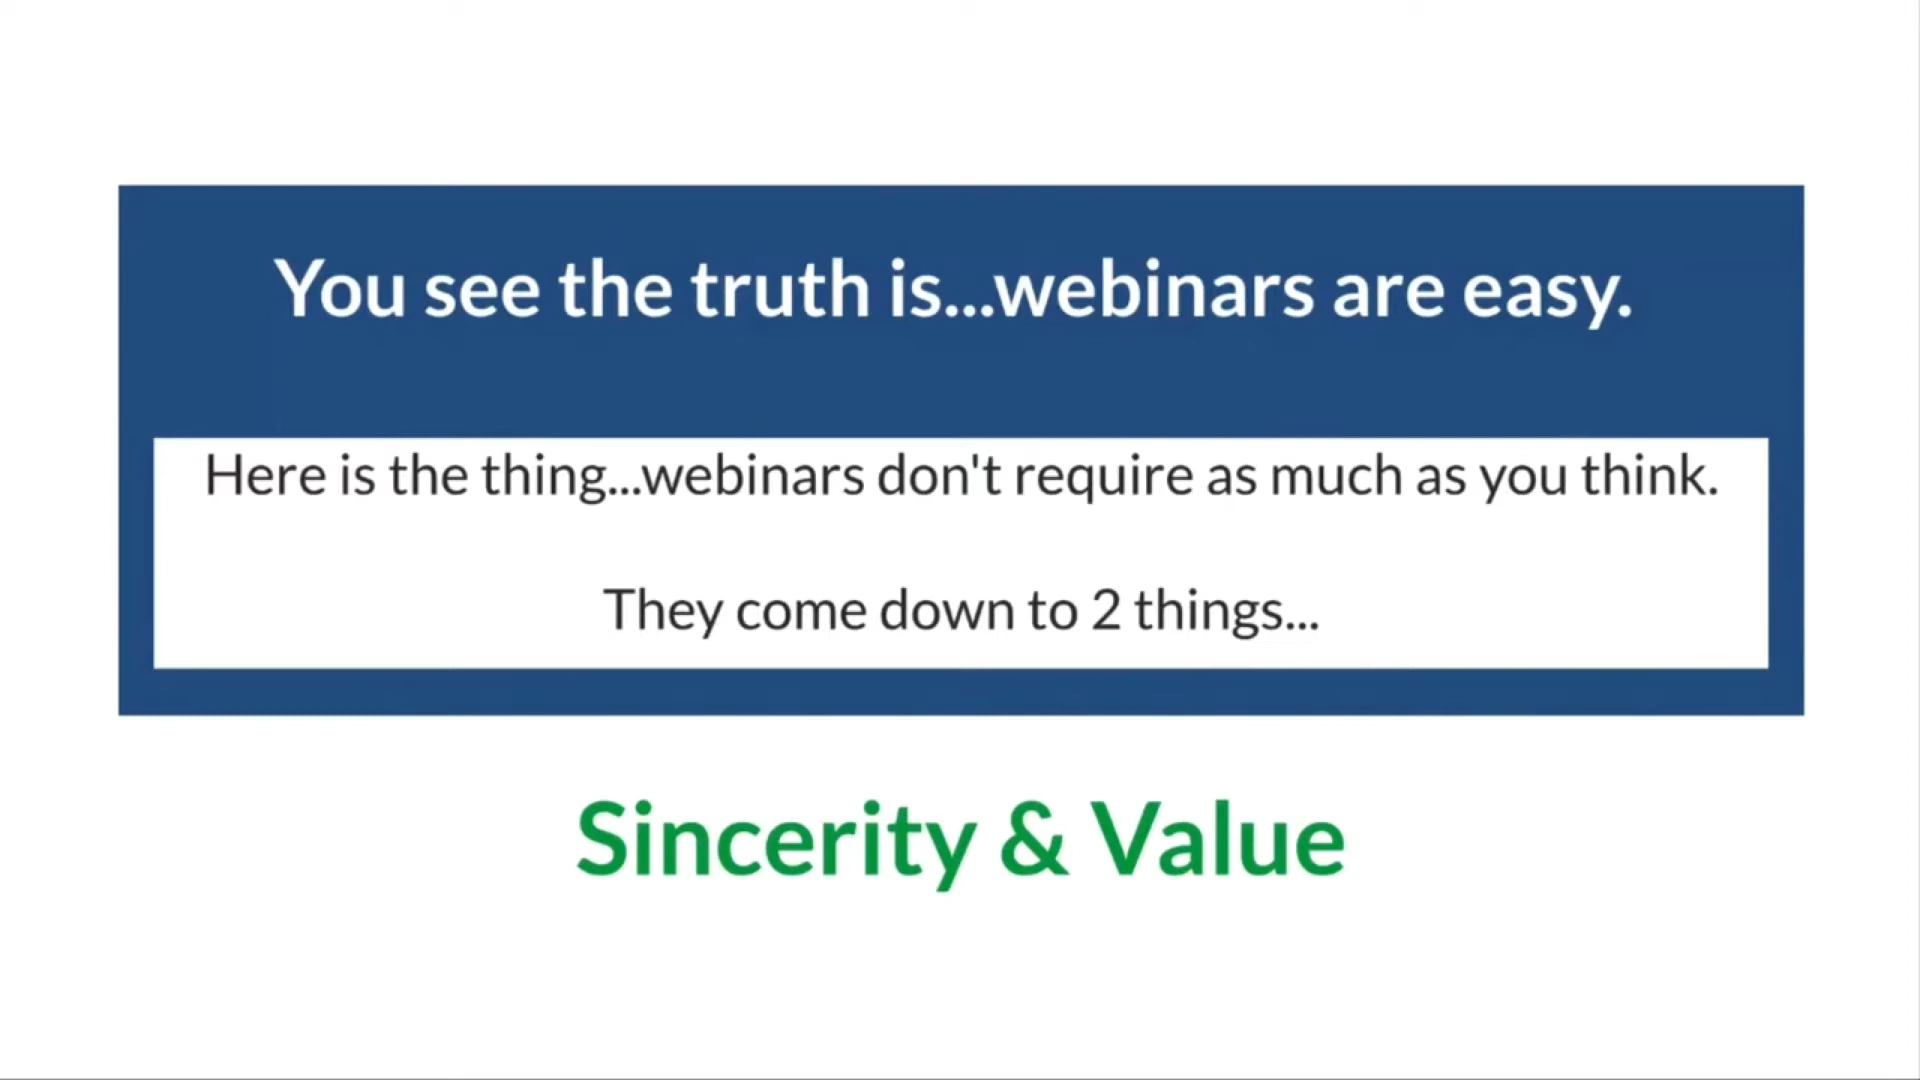 You see the truth is...webinars are easy.
Here is the thing...webinars don't require as much as you think.
They come down to 2 things...
Sincerity & Value